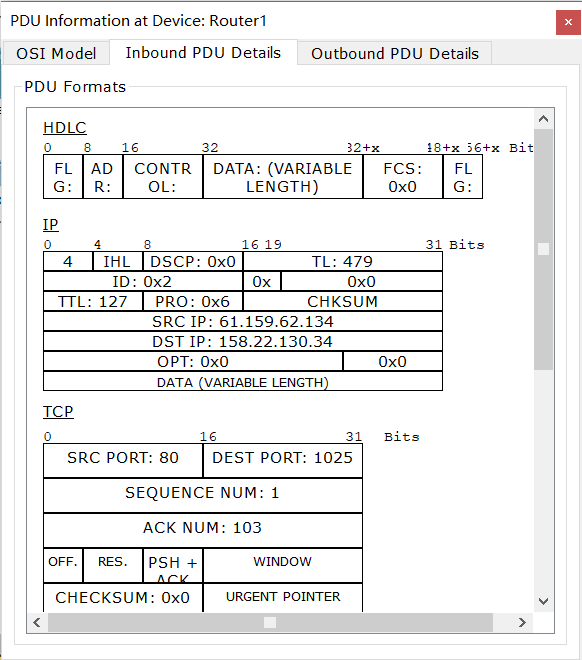 PDU Information at Device: Router1
OSI Model Inbound PDU Details Outbound PDU Details
PDU Formats
HDLC
0 8 16 32 32+x 48+x 56+x Bit
FL AD CONTR DATA: (VARIABLE FCS: FL
G: R: OL: LENGTH) 0x0 G:
IP
0 4 8 16 19 31 Bits
4 IHL DSCP: 0x0 TL: 479
ID: 0x2 0x 0x0
TTL: 127 PRO: 0x6 CHKSUM
SRC IP: 61.159.62.134
DST IP: 158.22.130.34
OPT: 0x0 0x0
DATA (VARIABLE LENGTH)
TCP
0 16 31 Bits
SRC PORT: 80 DEST PORT: 1025
SEQUENCE NUM: 1
ACK NUM: 103
OFF. RES. PSH + WINDOW
ACK
CHECKSUM: 0x0 URGENT POINTER